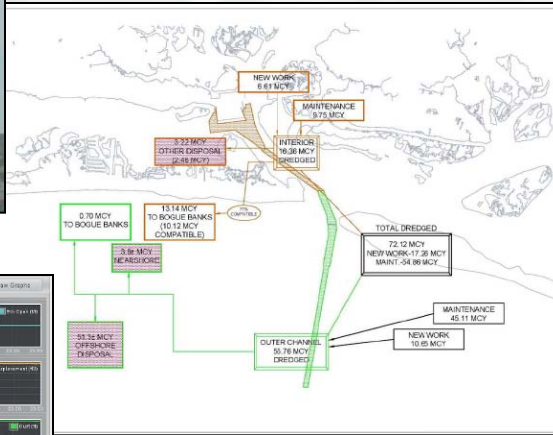 NEW WORK
6.61 MCY
MAINTENANCE
9.75 MCY
INTERIOR
16.36 MCY
DREDGED
3.22 MCY
OTHER DISPOSAL
(2.48 MCY)
0.70 MCY
TO BOGUE BANKS
13.14 MCY
TO BOGUE BANKS
(10.12 MCY
COMPATIBLE)
77%
COMPATIBLE
NEARSHORE
TOTAL DREDGED
72.12 MCY
NEW WORK-17.26 MCY
MAINT.-54.86 MCY
MCY
OFFSHORE
DISPOSAL
OUTER CHANNEL
55.76 MCY
DREDGED
MAINTENANCE
45.11 MCY
NEW WORK
10.65 MCY
Graphs